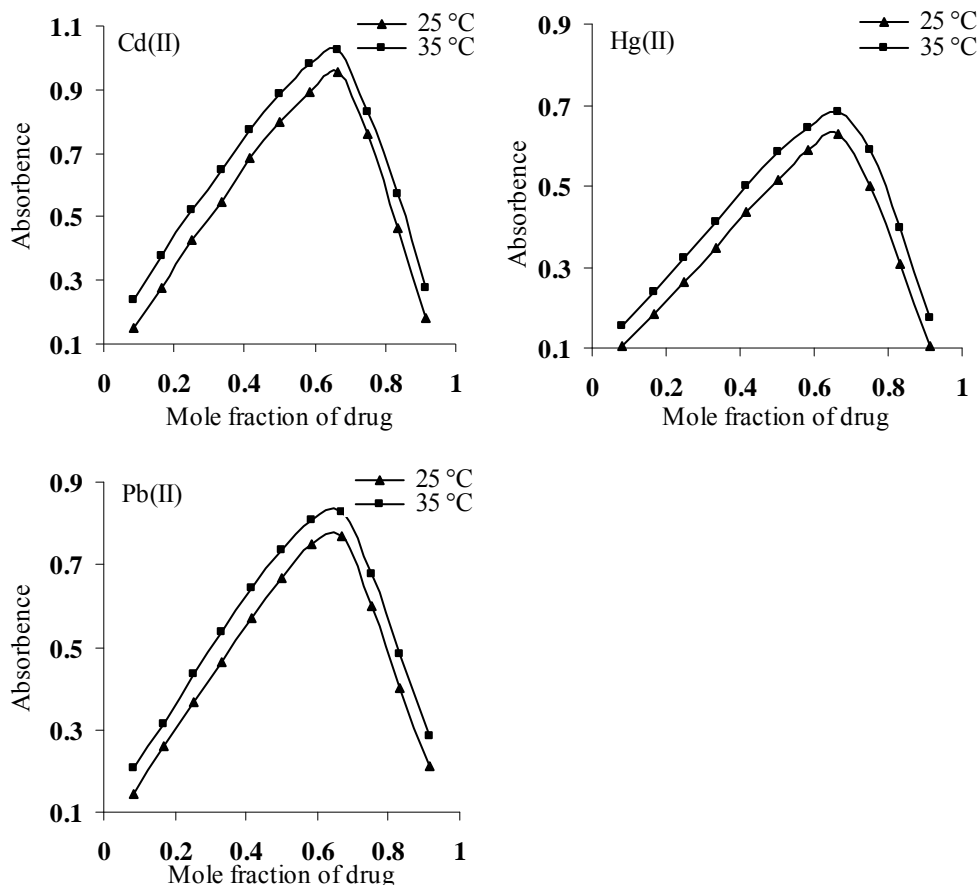 Cd(II)
25 °C
35 °C
Absorbence
1.1
0.9
0.7
0.5
0.3
0.1
0 0.2 0.4 0.6 0.8 1
Mole fraction of drug
Hg(II)
25 °C
35 °C
Absorbence
0.9
0.7
0.5
0.3
0.1
0 0.2 0.4 0.6 0.8 1
Mole fraction of drug
Pb(II)
25 °C
35 °C
Absorbence
0.9
0.7
0.5
0.3
0.1
0 0.2 0.4 0.6 0.8 1
Mole fraction of drug